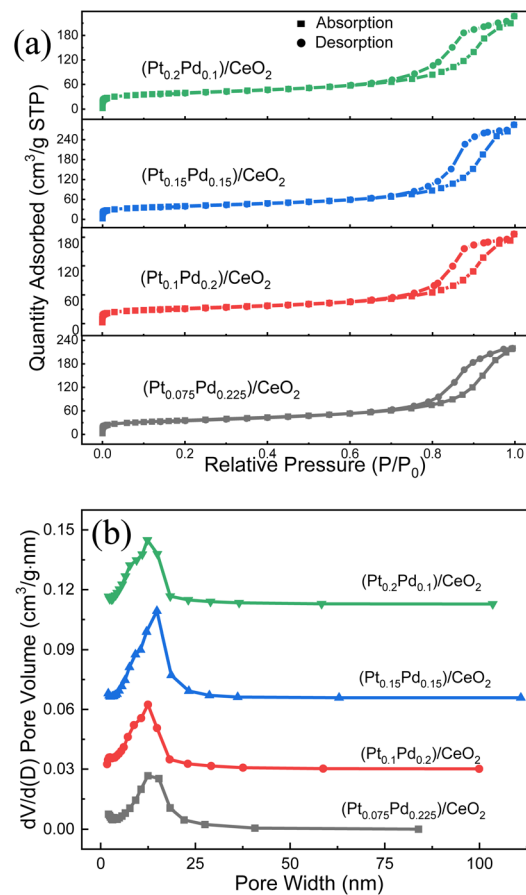 (a)
■ Absorption
● Desorption
(Pt0.2Pd0.1)/CeO2
180
120
60
0
(Pt0.15Pd0.15)/CeO2
240
180
120
60
0
(Pt0.1Pd0.2)/CeO2
180
120
60
0
(Pt0.075Pd0.225)/CeO2
240
180
120
60
0
Quantity Adsorbed (cm3/g STP)
0.0 0.2 0.4 0.6 0.8 1.0
Relative Pressure (P/P0)
(b)
0.15
0.12
0.09
0.06
0.03
0.00
dV/d(D) Pore Volume (cm3/g·nm)
(Pt0.2Pd0.1)/CeO2
(Pt0.15Pd0.15)/CeO2
(Pt0.1Pd0.2)/CeO2
(Pt0.075Pd0.225)/CeO2
0 25 50 75 100
Pore Width (nm)